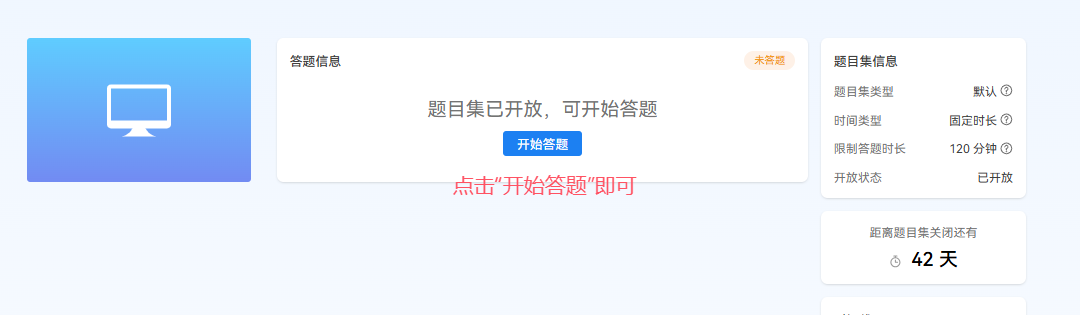 答题信息
未答题
题目集已开放，可开始答题
开始答题
点击“开始答题”即可
题目集信息
题目集类型 默认
时间类型 固定时长
限制答题时长 120 分钟
开放状态 已开放
距离题目集关闭还有
42 天